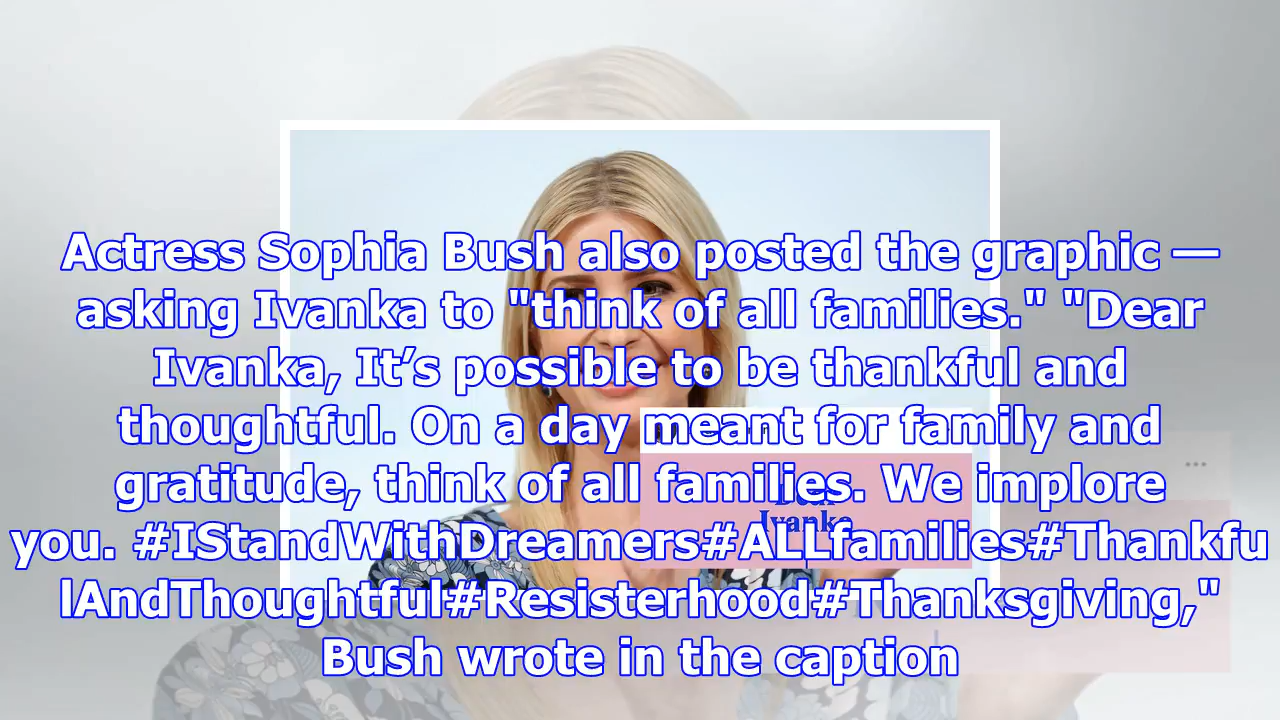 Actress Sophia Bush also posted the graphic —
asking Ivanka to "think of all families." "Dear
Ivanka, It’s possible to be thankful and
thoughtful. On a day meant for family and
gratitude, think of all families. We implore
you. #IStandWithDreamers#ALLfamilies#Thankfu
lAndThoughtful#Resisterhood#Thanksgiving,"
Bush wrote in the caption
Dear
Ivanka